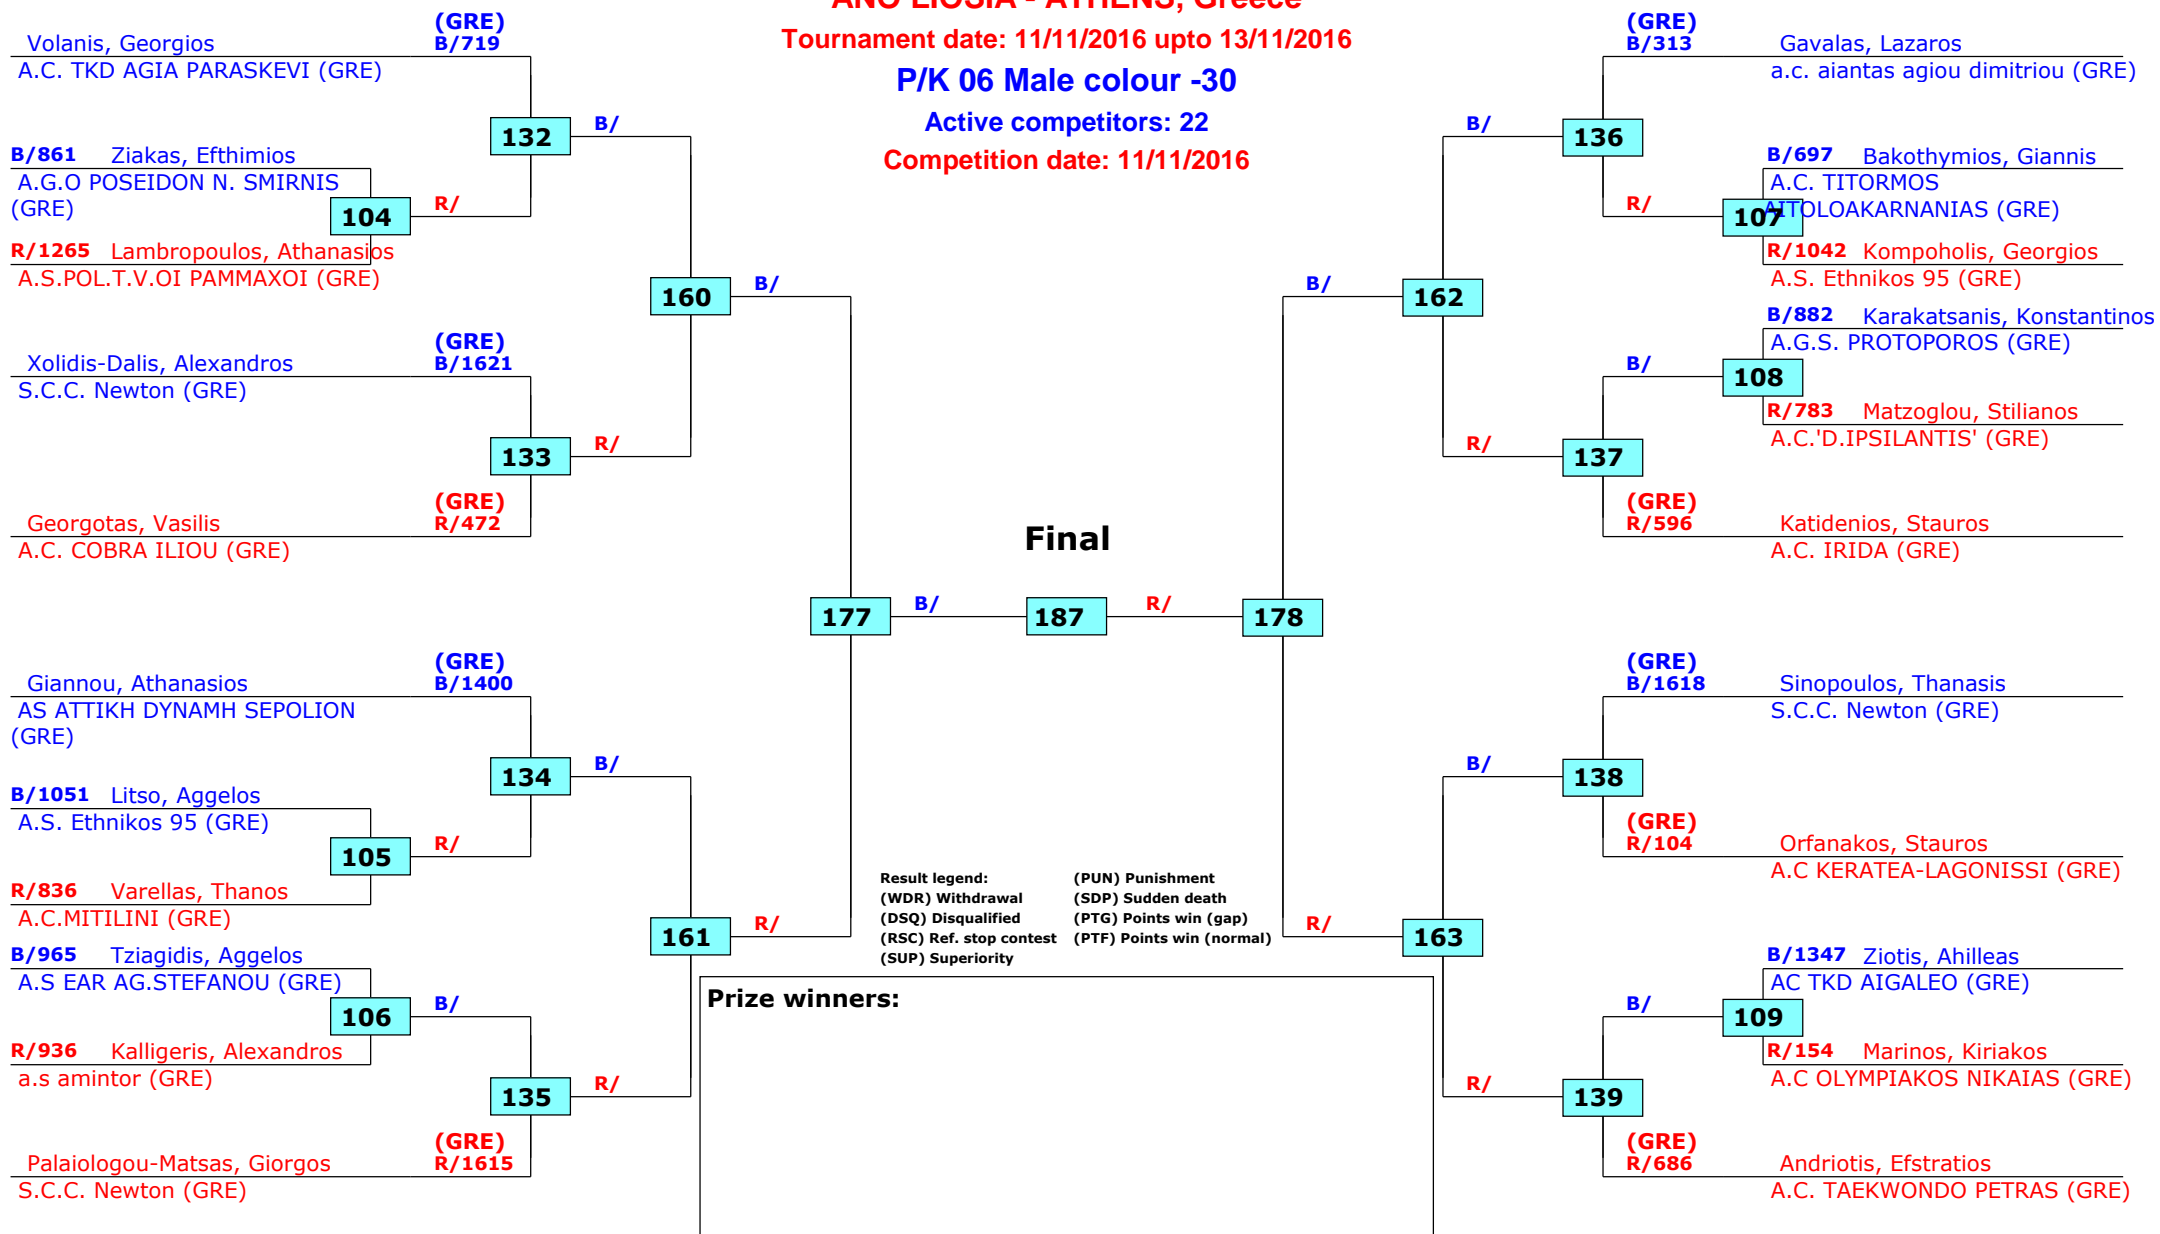 ANO LIOSIA - ATHENS, Greece
Tournament date: 11/11/2016 upto 13/11/2016
P/K 06 Male colour -30
Active competitors: 22
Competition date: 11/11/2016
(GRE)
Volanis, Georgios B/719
A.C. TKD AGIA PARASKEVI (GRE)
132
B/
B/861 Ziakas, Efthimios
A.G.O POSEIDON N. SMIRNIS
(GRE)
104
R/
R/1265 Lambropoulos, Athanasios
A.S.POL.T.V.OI PAMMAXOI (GRE)
160
B/
(GRE)
Xolidis-Dalis, Alexandros B/1621
S.C.C. Newton (GRE)
133
R/
(GRE)
Georgotas, Vasilis R/472
A.C. COBRA ILIOU (GRE)
Final
177
B/
187
R/
178
(GRE)
Giannou, Athanasios B/1400
AS ATTIKH DYNAMH SEPOLION
(GRE)
134
B/
B/1051 Litso, Aggelos
A.S. Ethnikos 95 (GRE)
105
R/
R/836 Varellas, Thanos
A.C.MITILINI (GRE)
161
R/
B/965 Tziagidis, Aggelos
A.S EAR AG.STEFANOU (GRE)
106
B/
R/936 Kalligeris, Alexandros
a.s amintor (GRE)
135
R/
(GRE)
Palaiologou-Matsas, Giorgos R/1615
S.C.C. Newton (GRE)
(GRE)
B/313 Gavalas, Lazaros
a.c. aiantas agiou dimitriou (GRE)
B/
136
B/697 Bakothymios, Giannis
A.C. TITORMOS
AITOLOAKARNANIAS (GRE)
R/
107
R/1042 Kompoholis, Georgios
A.S. Ethnikos 95 (GRE)
B/
162
B/882 Karakatsanis, Konstantinos
A.G.S. PROTOPOROS (GRE)
B/
108
R/783 Matzoglou, Stilianos
A.C.'D.IPSILANTIS' (GRE)
R/
137
(GRE)
R/596 Katidenios, Stauros
A.C. IRIDA (GRE)
(GRE)
B/1618 Sinopoulos, Thanasis
S.C.C. Newton (GRE)
B/
138
(GRE)
R/104 Orfanakos, Stauros
A.C KERATEA-LAGONISSI (GRE)
R/
163
B/1347 Ziotis, Ahilleas
AC TKD AIGALEO (GRE)
B/
109
R/154 Marinos, Kiriakos
A.C OLYMPIAKOS NIKAIAS (GRE)
R/
139
(GRE)
R/686 Andriotis, Efstratios
A.C. TAEKWONDO PETRAS (GRE)
Result legend: (PUN) Punishment
(WDR) Withdrawal (SDP) Sudden death
(DSQ) Disqualified (PTG) Points win (gap)
(RSC) Ref. stop contest (PTF) Points win (normal)
(SUP) Superiority
Prize winners: